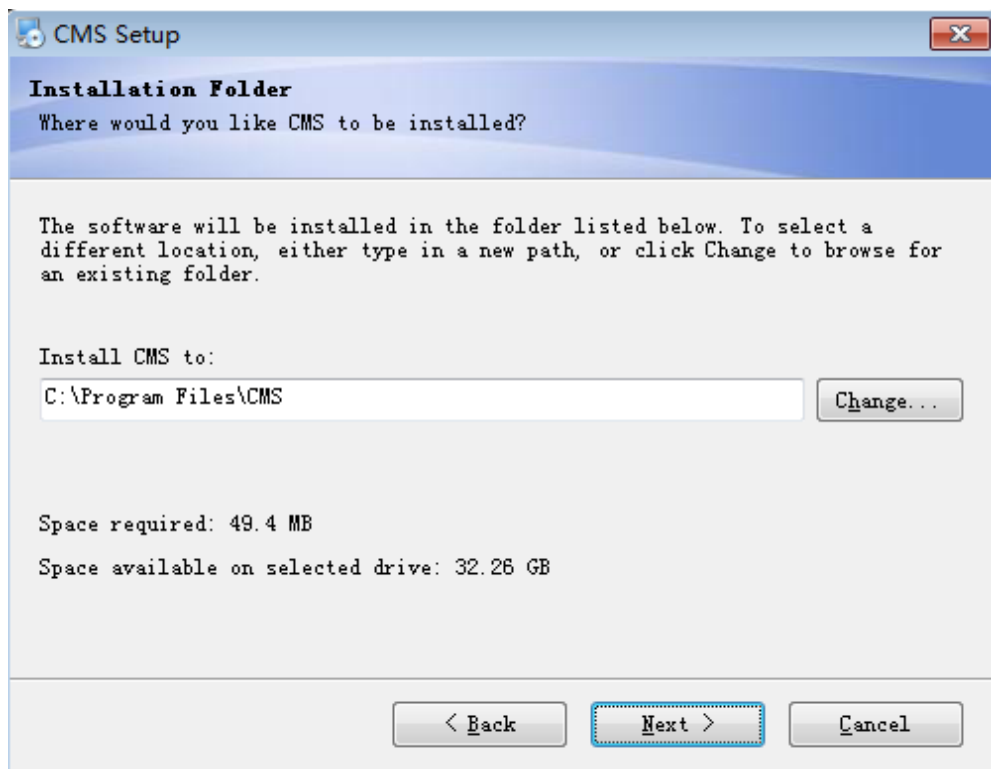 CMS Setup
Installation Folder
Where would you like CMS to be installed?
The software will be installed in the folder listed below. To select a
different location, either type in a new path, or click Change to browse for
an existing folder.
Install CMS to:
C:\Program Files\CMS
Change...
Space required: 49.4 MB
Space available on selected drive: 32.26 GB
< Back
Next >
Cancel